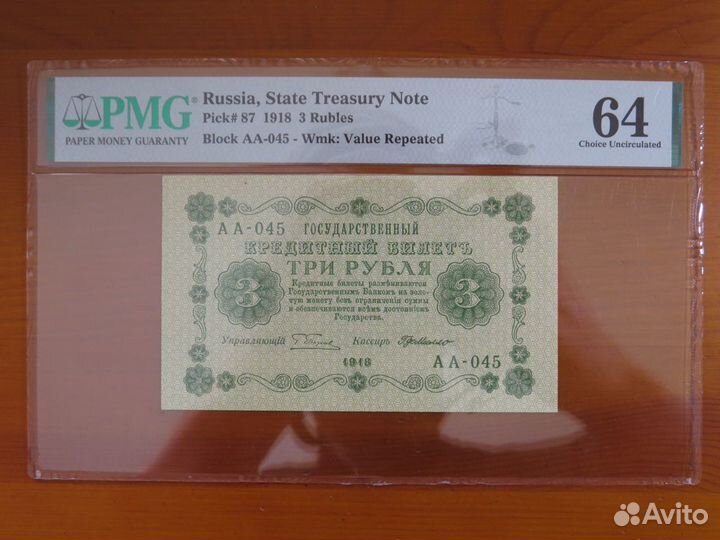 PMG®
PAPER MONEY GUARANTY
Russia, State Treasury Note
Pick# 87 1918 3 Rubles
Block AA-045 - Wmk: Value Repeated
64
Choice Uncirculated
АА-045 ГОСУДАРСТВЕННЫЙ
КРЕДИТНЫЙ БИЛЕТЪ
ТРИ РУБЛЯ
3
3
Кредитные билеты размѣниваются
Государственнымъ Банкомъ на золо-
тую монету безъ ограниченія суммы
и обезпечиваются всѣмъ достояніемъ
Государства.
Управляющій
Кассиръ
1918
АА-045
Avito